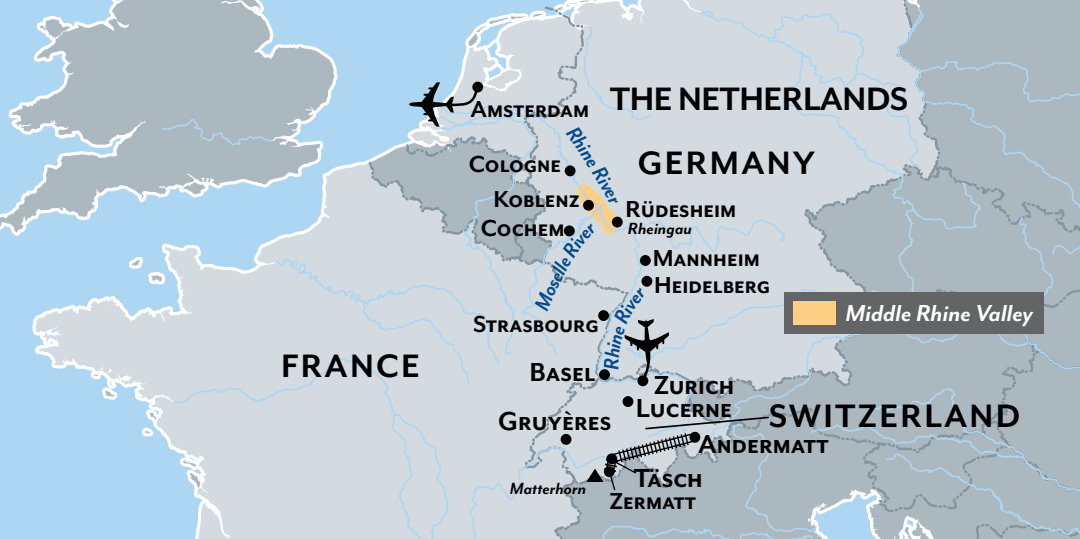 THE NETHERLANDS
AMSTERDAM
Rhine River
GERMANY
COLOGNE
KOBLENZ
RÜDESHEIM
Rheingau
COCHEM
Moselle River
MANNHEIM
HEIDELBERG
Middle Rhine Valley
STRASBOURG
Rhine River
FRANCE
BASEL
ZURICH
LUCERNE
SWITZERLAND
GRUYÈRES
ANDERMATT
TÄSCH
Matterhorn
ZERMATT